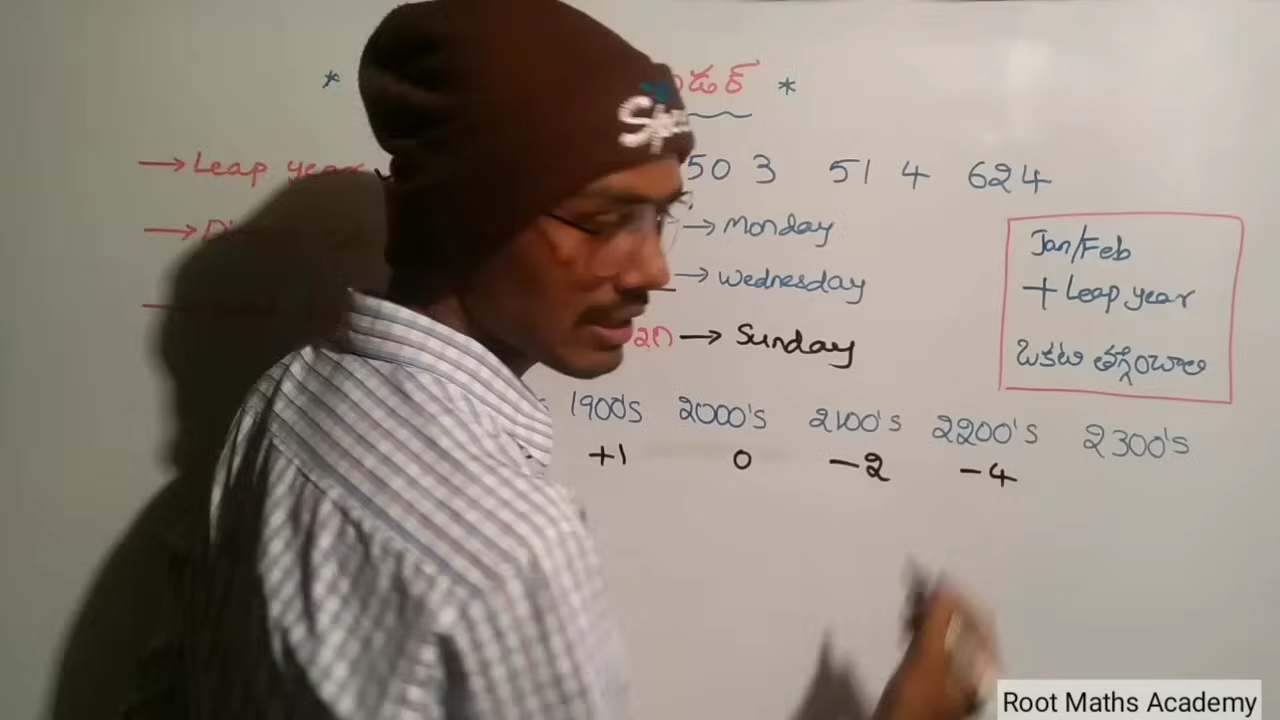 * డర్ *
→ Leap year 50 3 51 4 624
→ Monday
→ Wednesday
→ Sunday
Jan/Feb
+ Leap year
ఒకటి తగ్గించాలి
1900's 2000's 2100's 2200's 2300's
+1 0 -2 -4
Root Maths Academy